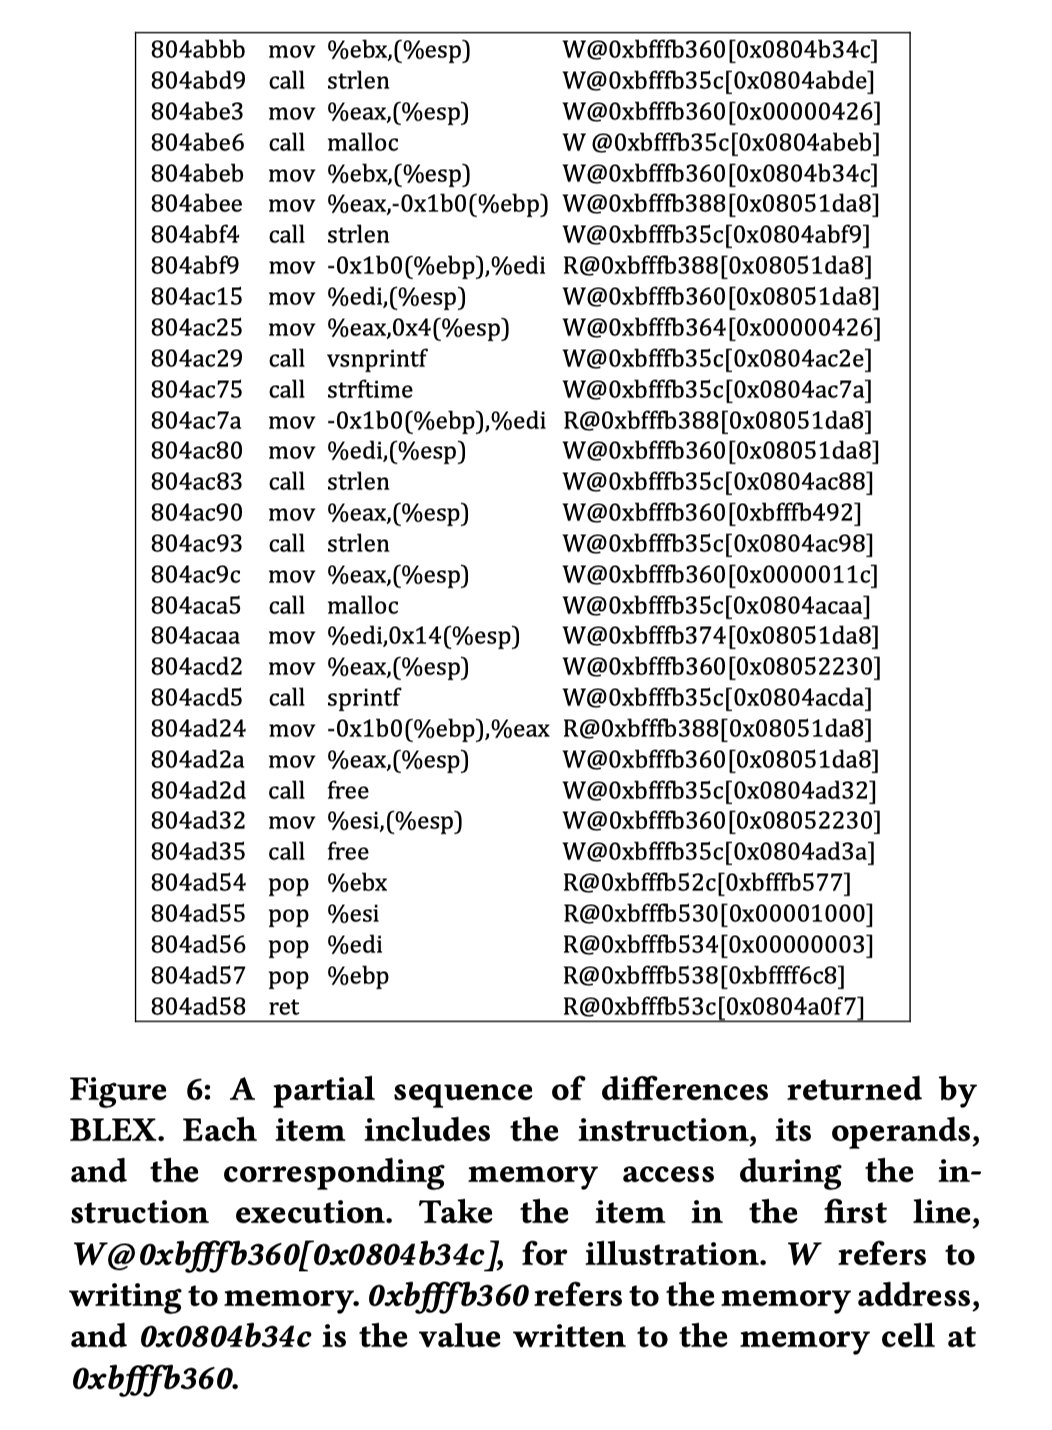 804abbb mov %ebx,(%esp) W@0xbfffb360[0x0804b34c]
804abd9 call strlen W@0xbfffb35c[0x0804abde]
804abe3 mov %eax,(%esp) W@0xbfffb360[0x00000426]
804abe6 call malloc W @0xbfffb35c[0x0804abeb]
804abeb mov %ebx,(%esp) W@0xbfffb360[0x0804b34c]
804abee mov %eax,-0x1b0(%ebp) W@0xbfffb388[0x08051da8]
804abf4 call strlen W@0xbfffb35c[0x0804abf9]
804abf9 mov -0x1b0(%ebp),%edi R@0xbfffb388[0x08051da8]
804ac15 mov %edi,(%esp) W@0xbfffb360[0x08051da8]
804ac25 mov %eax,0x4(%esp) W@0xbfffb364[0x00000426]
804ac29 call vsnprintf W@0xbfffb35c[0x0804ac2e]
804ac75 call strftime W@0xbfffb35c[0x0804ac7a]
804ac7a mov -0x1b0(%ebp),%edi R@0xbfffb388[0x08051da8]
804ac80 mov %edi,(%esp) W@0xbfffb360[0x08051da8]
804ac83 call strlen W@0xbfffb35c[0x0804ac88]
804ac90 mov %eax,(%esp) W@0xbfffb360[0xbfffb492]
804ac93 call strlen W@0xbfffb35c[0x0804ac98]
804ac9c mov %eax,(%esp) W@0xbfffb360[0x0000011c]
804aca5 call malloc W@0xbfffb35c[0x0804acaa]
804acaa mov %edi,0x14(%esp) W@0xbfffb374[0x08051da8]
804acd2 mov %eax,(%esp) W@0xbfffb360[0x08052230]
804acd5 call sprintf W@0xbfffb35c[0x0804acda]
804ad24 mov -0x1b0(%ebp),%eax R@0xbfffb388[0x08051da8]
804ad2a mov %eax,(%esp) W@0xbfffb360[0x08051da8]
804ad2d call free W@0xbfffb35c[0x0804ad32]
804ad32 mov %esi,(%esp) W@0xbfffb360[0x08052230]
804ad35 call free W@0xbfffb35c[0x0804ad3a]
804ad54 pop %ebx R@0xbfffb52c[0xbfffb577]
804ad55 pop %esi R@0xbfffb530[0x00001000]
804ad56 pop %edi R@0xbfffb534[0x00000003]
804ad57 pop %ebp R@0xbfffb538[0xbffff6c8]
804ad58 ret R@0xbfffb53c[0x0804a0f7]
Figure 6: A partial sequence of differences returned by
BLEX. Each item includes the instruction, its operands,
and the corresponding memory access during the in-
struction execution. Take the item in the first line,
W@0xbfffb360[0x0804b34c], for illustration. W refers to
writing to memory. 0xbfffb360 refers to the memory address,
and 0x0804b34c is the value written to the memory cell at
0xbfffb360.